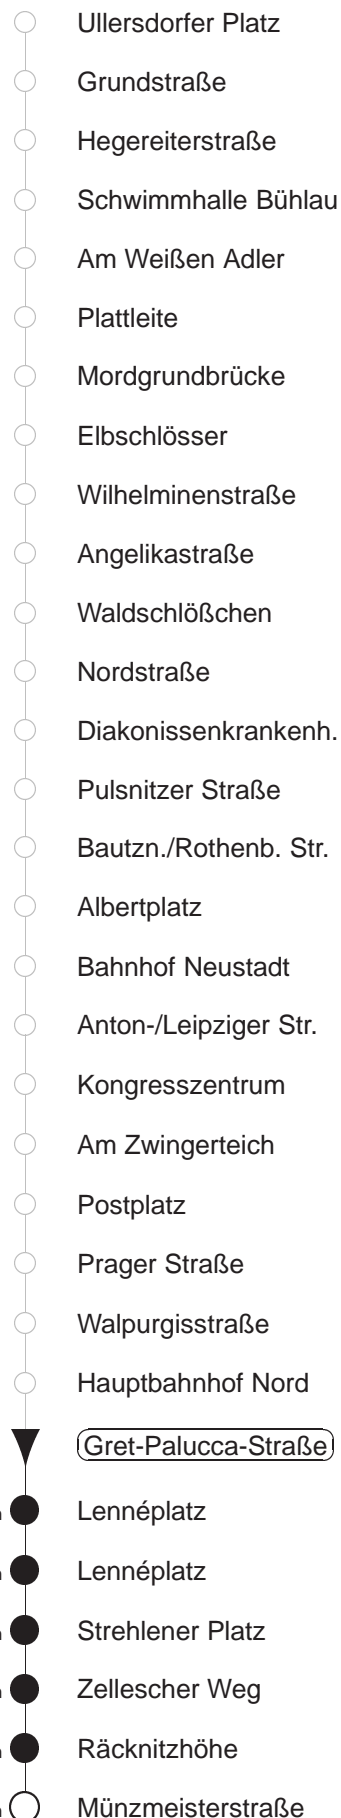 Ullersdorfer Platz
Grundstraße
Hegereiterstraße
Schwimmhalle Bühlau
Am Weißen Adler
Plattleite
Mordgrundbrücke
Elbschlösser
Wilhelminenstraße
Angelikastraße
Waldschlößchen
Nordstraße
Diakonissenkrankenh.
Pulsnitzer Straße
Bautzn./Rothenb. Str.
Albertplatz
Bahnhof Neustadt
Anton-/Leipziger Str.
Kongresszentrum
Am Zwingerteich
Postplatz
Prager Straße
Walpurgisstraße
Hauptbahnhof Nord
Gret-Palucca-Straße
Lennéplatz
Lennéplatz
Strehlener Platz
Zellescher Weg
Räcknitzhöhe
Münzmeisterstraße